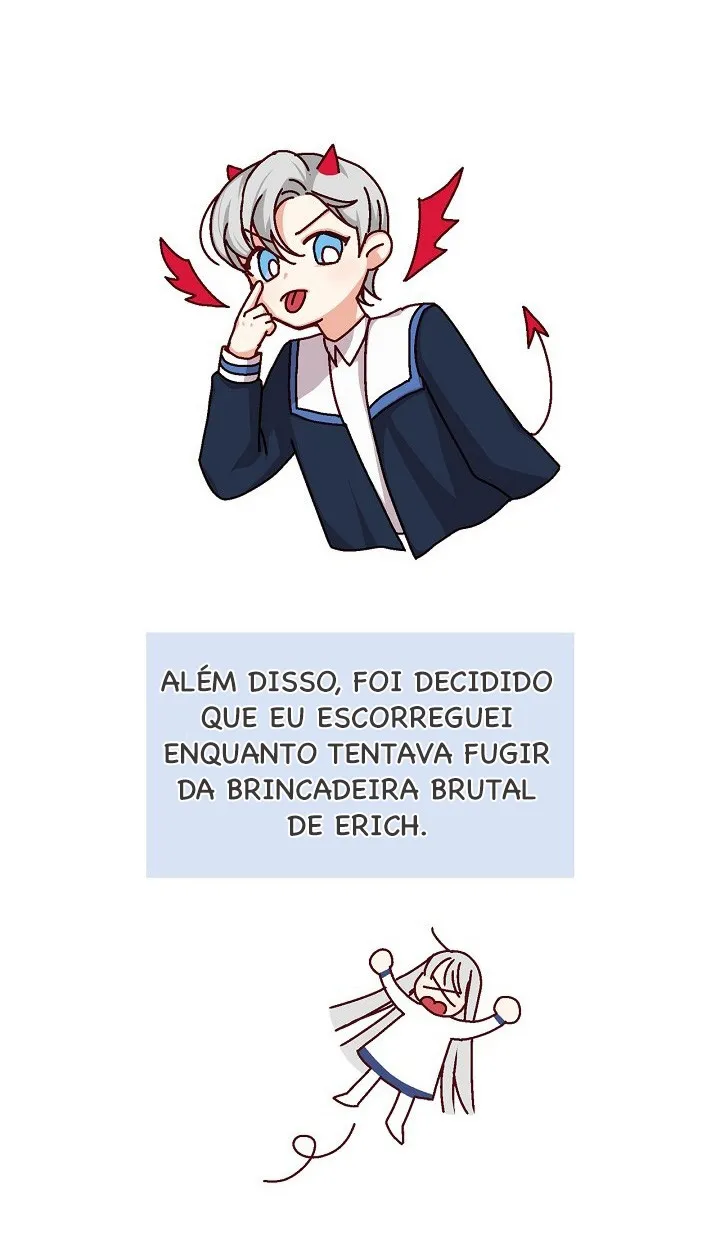 ALÉM DISSO, FOI DECIDIDO
QUE EU ESCORREGUEI
ENQUANTO TENTAVA FUGIR
DA BRINCADEIRA BRUTAL
DE ERICH.